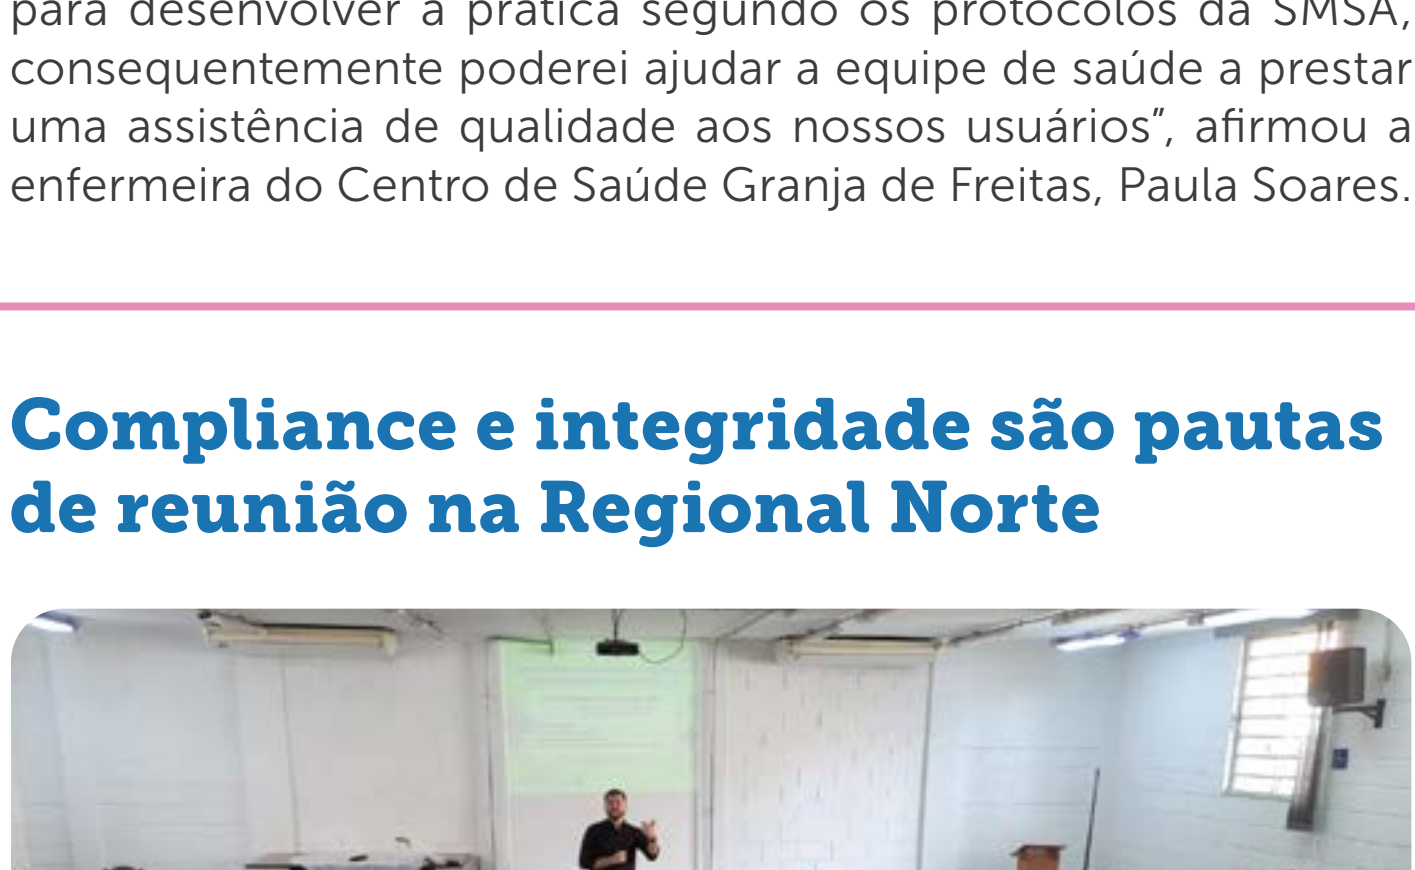 para desenvolver a prática segundo os protocolos da SMSA,
consequentemente poderei ajudar a equipe de saúde a prestar
uma assistência de qualidade aos nossos usuários”, afirmou a
enfermeira do Centro de Saúde Granja de Freitas, Paula Soares.
Compliance e integridade são pautas
de reunião na Regional Norte